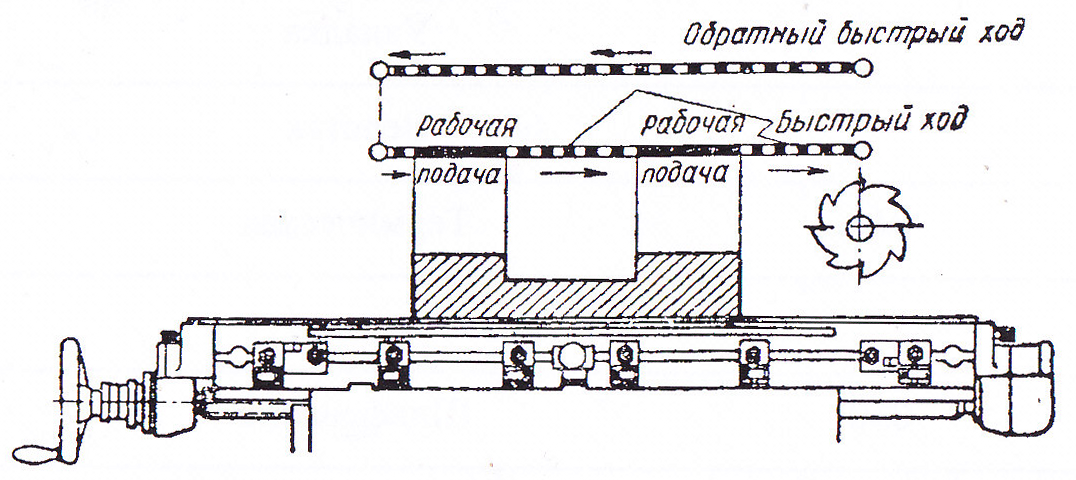 Обратный быстрый ход
Рабочая
Рабочая
Быстрый ход
подача
подача